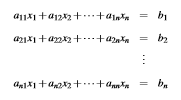 a₁₁x₁ + a₁₂x₂ + ⋯ + a₁ₙxₙ = b₁
a₂₁x₁ + a₂₂x₂ + ⋯ + a₂ₙxₙ = b₂
⋮
aₙ₁x₁ + aₙ₂x₂ + ⋯ + aₙₙxₙ = bₙ